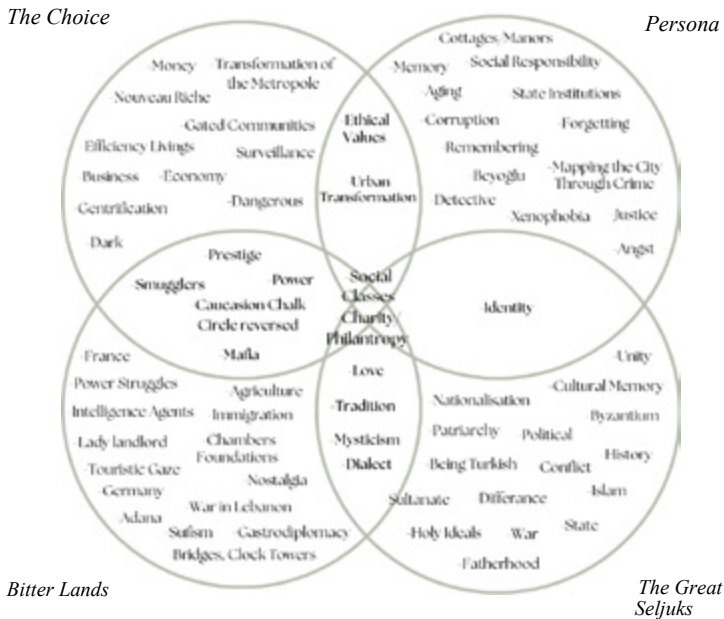 The Choice
Persona
-Money
Transformation of
the Metropole
-Nouveau Riche
-Gated Communities
-Efficiency Livings
Surveillance
-Business
-Economy
-Dangerous
-Gentrification
-Dark
-Ethical
Values
Urban
Transformation
Cottages/Manors
-Memory
-Social Responsibility
-Aging
State Institutions
-Corruption
-Forgetting
-Remembering
Beyoğlu
-Mapping the City
Through Crime
-Detective
-Xenophobia
-Justice
-Angst
-Prestige
-Smugglers
-Power
Caucasion Chalk
Circle reversed
-Mafia
-Social
Classes
Charity/
Philantropy
-Identity
-Love
-Tradition
-Mysticism
-Dialect
-France
-Power Struggles
-Agriculture
-Intelligence Agents
-Immigration
-Lady landlord
-Chambers
Foundations
-Touristic Gaze
-Nostalgia
-Germany
-War in Lebanon
-Adana
-Sufism
-Gastrodiplomacy
Bridges, Clock Towers
-Unity
-Cultural Memory
-Nationalisation
Byzantium
-Patriarchy
-Political
-Being Turkish
Conflict
History
Sultanate
Differance
-Islam
-Holy Ideals
-War
State
-Fatherhood
Bitter Lands
The Great
Seljuks